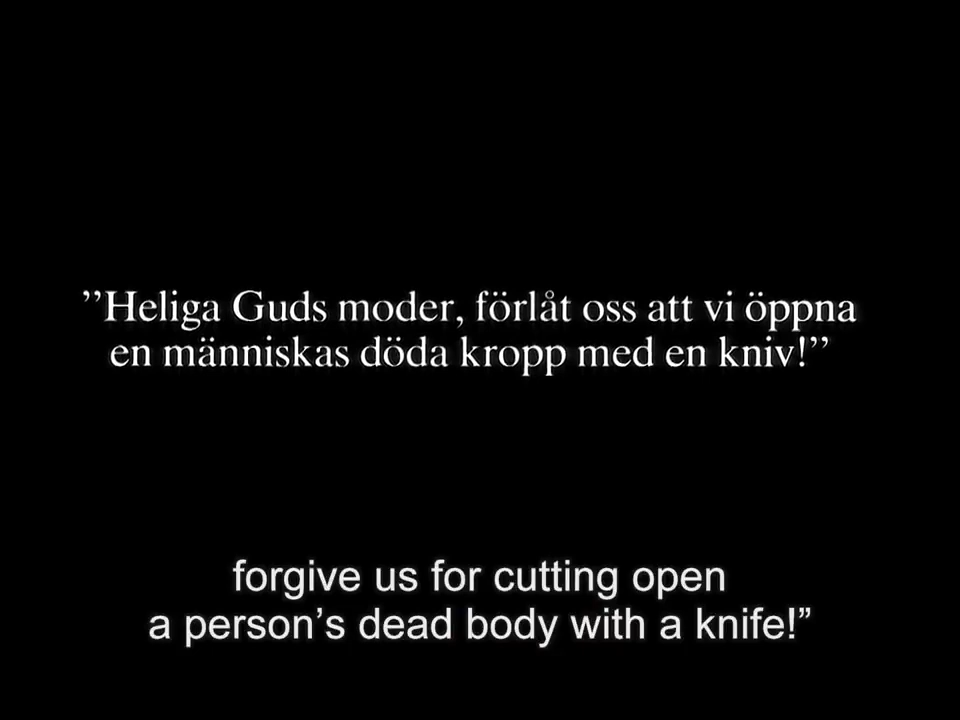 ”Heliga Guds moder, förlåt oss att vi öppna
en människas döda kropp med en kniv!”
forgive us for cutting open
a person’s dead body with a knife!”